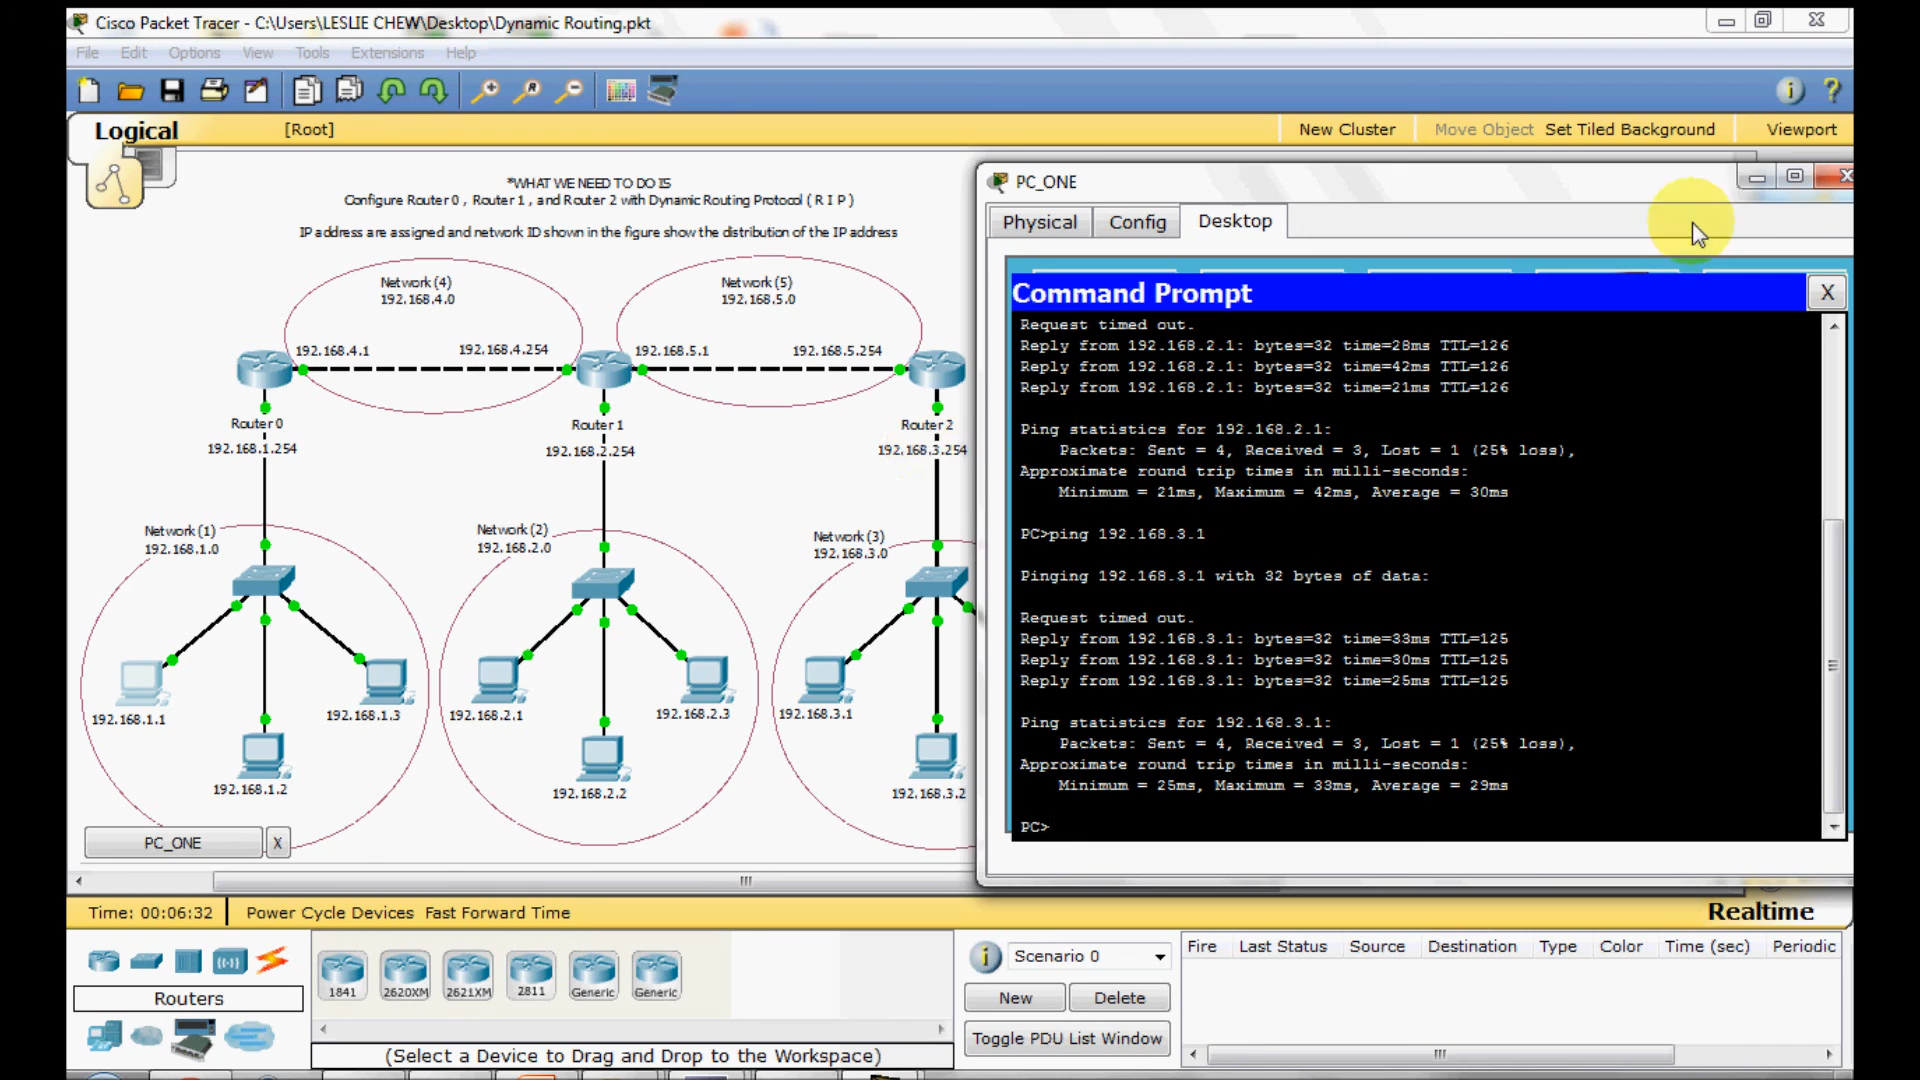 Cisco Packet Tracer - C:\Users\LESLIE CHEW\Desktop\Dynamic Routing.pkt
File Edit Options View Tools Extensions Help
Logical [Root] New Cluster Move Object Set Tiled Background Viewport
*WHAT WE NEED TO DO IS
Configure Router 0 , Router 1 , and Router 2 with Dynamic Routing Protocol ( R I P )
IP address are assigned and network ID shown in the figure show the distribution of the IP address
Network (4)
192.168.4.0
Network (5)
192.168.5.0
192.168.4.1 192.168.4.254 192.168.5.1 192.168.5.254
Router 0 Router 1 Router 2
192.168.1.254 192.168.2.254 192.168.3.254
Network (1)
192.168.1.0
Network (2)
192.168.2.0
Network (3)
192.168.3.0
192.168.1.1 192.168.1.3 192.168.2.1 192.168.2.3 192.168.3.1
192.168.1.2 192.168.2.2 192.168.3.2
PC_ONE X
PC_ONE
Physical Config Desktop
Command Prompt X
Request timed out.
Reply from 192.168.2.1: bytes=32 time=28ms TTL=126
Reply from 192.168.2.1: bytes=32 time=42ms TTL=126
Reply from 192.168.2.1: bytes=32 time=21ms TTL=126
Ping statistics for 192.168.2.1:
Packets: Sent = 4, Received = 3, Lost = 1 (25% loss),
Approximate round trip times in milli-seconds:
Minimum = 21ms, Maximum = 42ms, Average = 30ms
PC>ping 192.168.3.1
Pinging 192.168.3.1 with 32 bytes of data:
Request timed out.
Reply from 192.168.3.1: bytes=32 time=33ms TTL=125
Reply from 192.168.3.1: bytes=32 time=30ms TTL=125
Reply from 192.168.3.1: bytes=32 time=25ms TTL=125
Ping statistics for 192.168.3.1:
Packets: Sent = 4, Received = 3, Lost = 1 (25% loss),
Approximate round trip times in milli-seconds:
Minimum = 25ms, Maximum = 33ms, Average = 29ms
PC>
Time: 00:06:32 Power Cycle Devices Fast Forward Time Realtime
Routers
1841 2620XM 2621XM 2811 Generic Generic
(Select a Device to Drag and Drop to the Workspace)
Scenario 0
New Delete
Toggle PDU List Window
Fire Last Status Source Destination Type Color Time (sec) Periodic